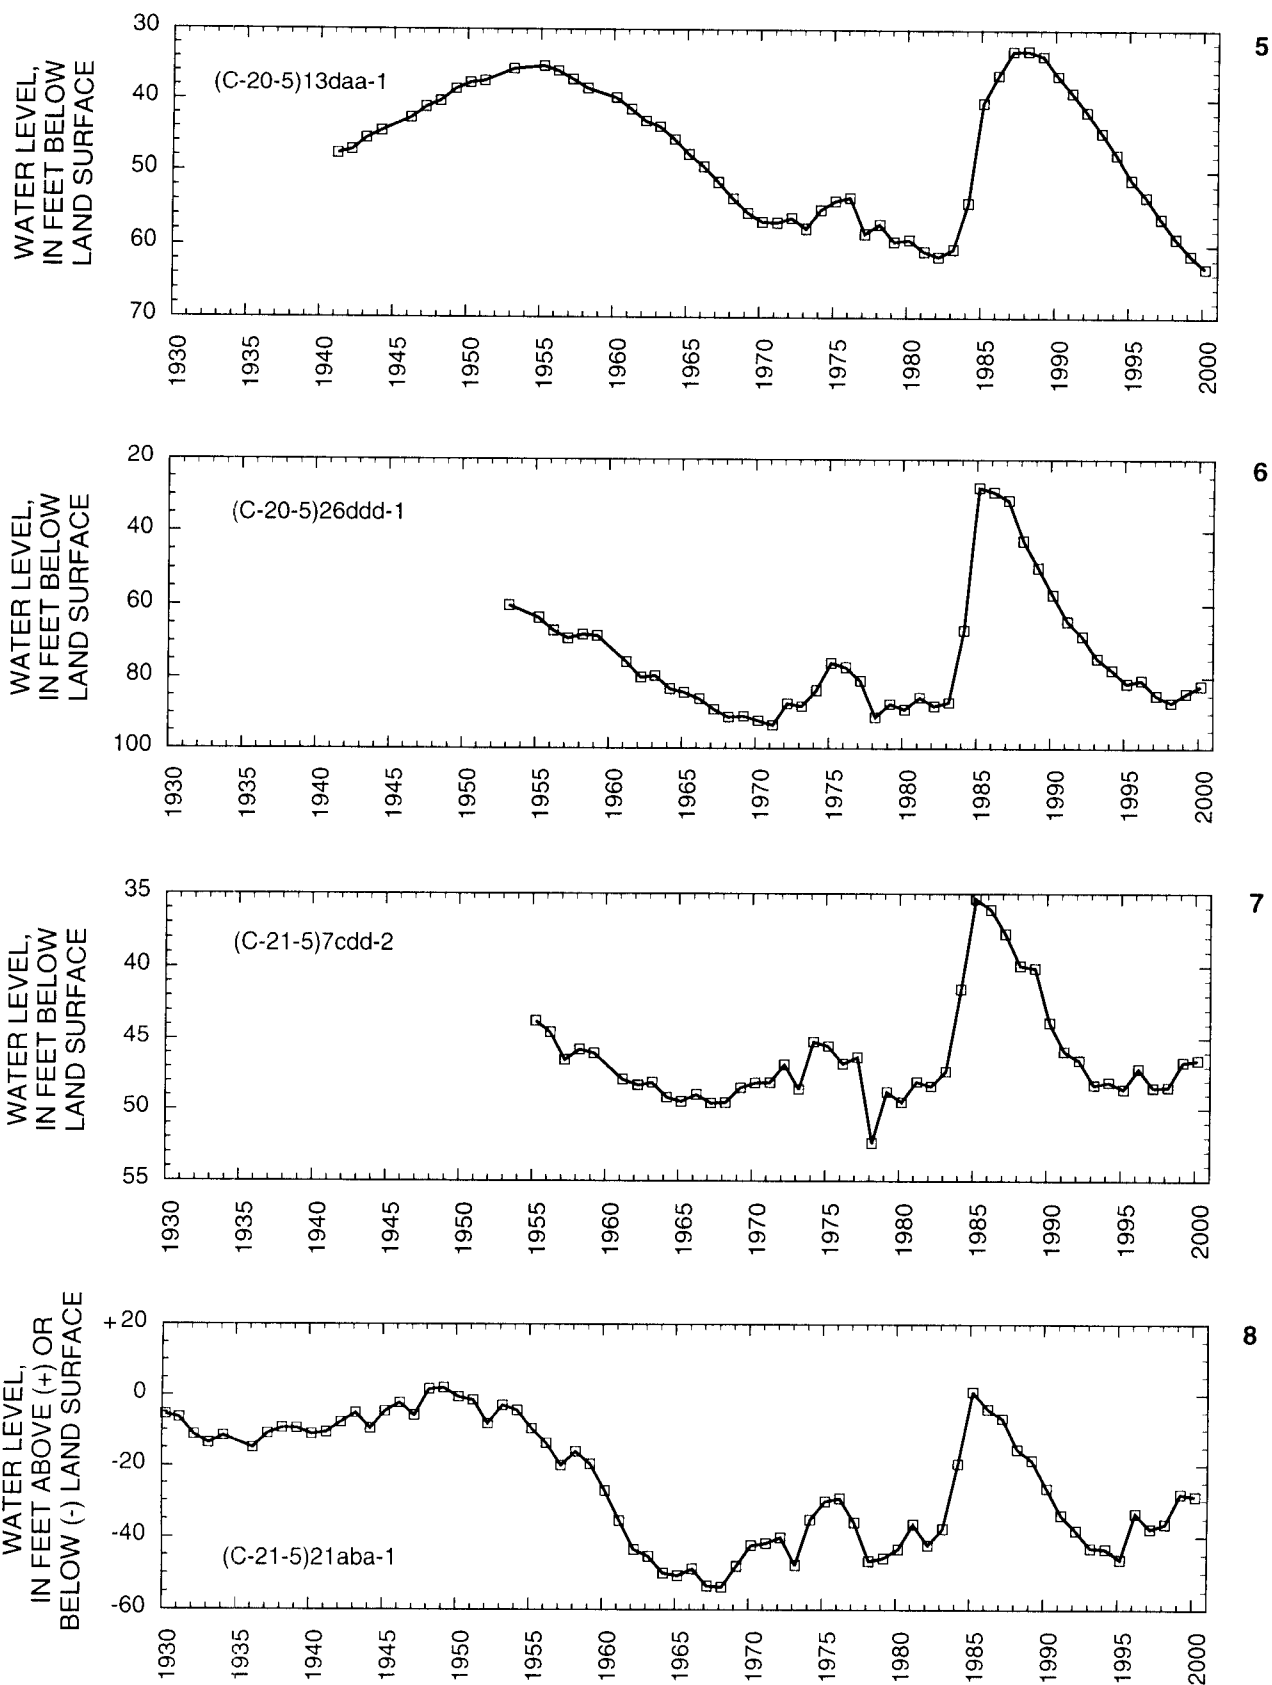 5
WATER LEVEL,
IN FEET BELOW
LAND SURFACE
(C-20-5)13daa-1
30
40
50
60
70
1930 1935 1940 1945 1950 1955 1960 1965 1970 1975 1980 1985 1990 1995 2000
6
WATER LEVEL,
IN FEET BELOW
LAND SURFACE
(C-20-5)26ddd-1
20
40
60
80
100
1930 1935 1940 1945 1950 1955 1960 1965 1970 1975 1980 1985 1990 1995 2000
7
WATER LEVEL,
IN FEET BELOW
LAND SURFACE
(C-21-5)7cdd-2
35
40
45
50
55
1930 1935 1940 1945 1950 1955 1960 1965 1970 1975 1980 1985 1990 1995 2000
8
WATER LEVEL,
IN FEET ABOVE (+) OR
BELOW (-) LAND SURFACE
+20
0
-20
-40
-60
(C-21-5)21aba-1
1930 1935 1940 1945 1950 1955 1960 1965 1970 1975 1980 1985 1990 1995 2000